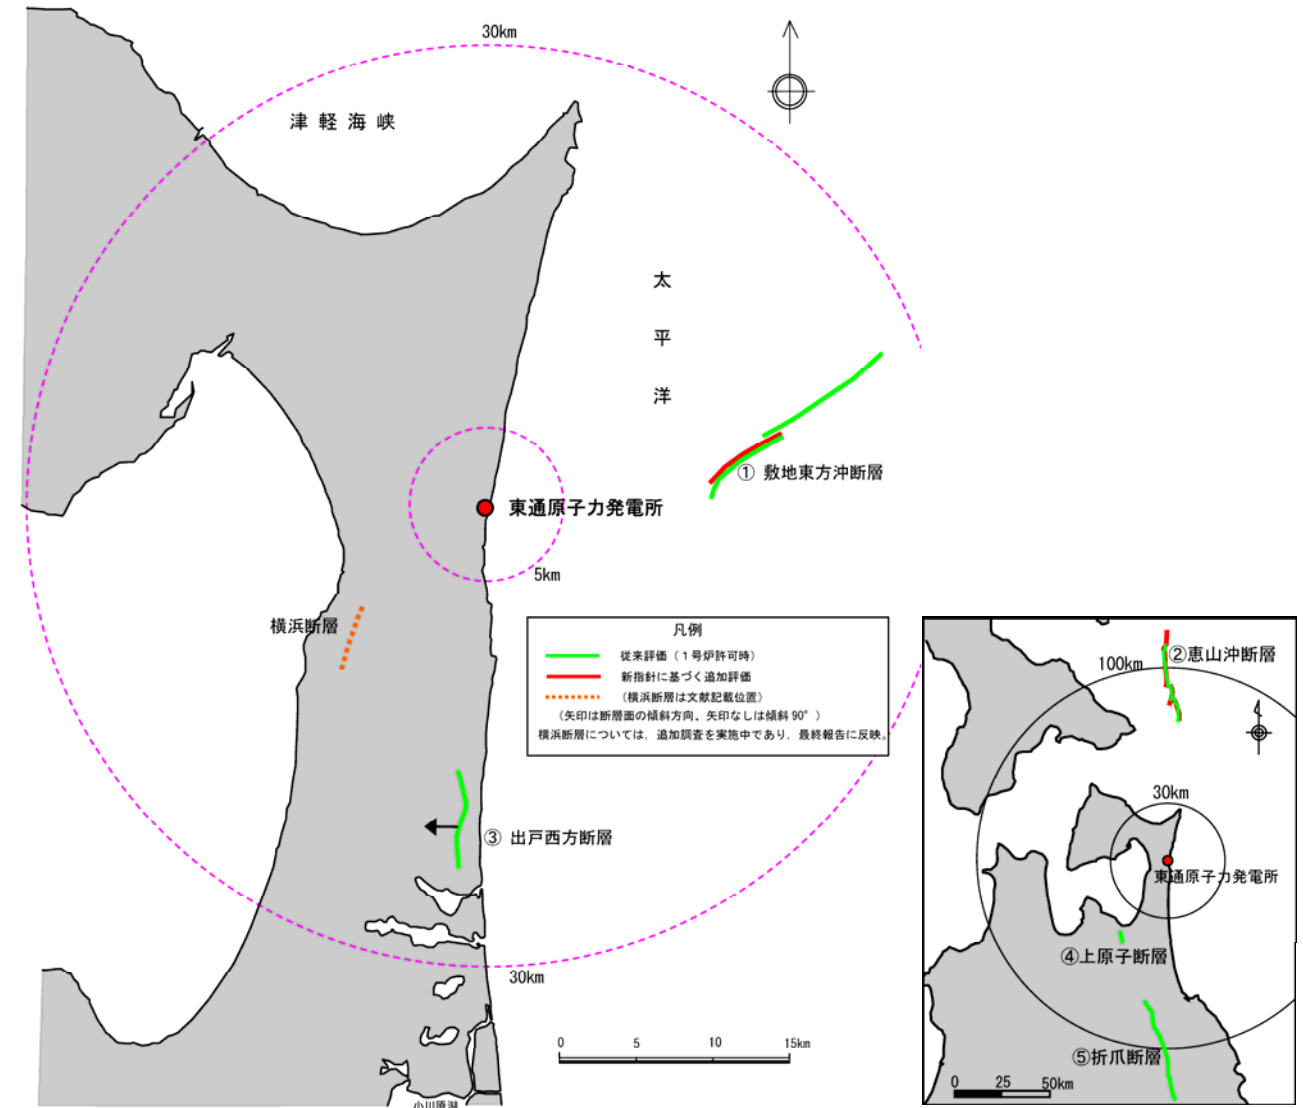 30km
津軽海峡
太平洋
① 敷地東方沖断層
東通原子力発電所
5km
横浜断層
凡例
従来評価（１号炉許可時）
新指針に基づく追加評価
（横浜断層は文献記載位置）
（矢印は断層面の傾斜方向、矢印なしは傾斜 90°）
横浜断層については、追加調査を実施中であり、最終報告に反映。
③ 出戸西方断層
30km
0 5 10 15km
小川原湖
②恵山沖断層
100km
30km
東通原子力発電所
④上原子断層
⑤折爪断層
0 25 50km